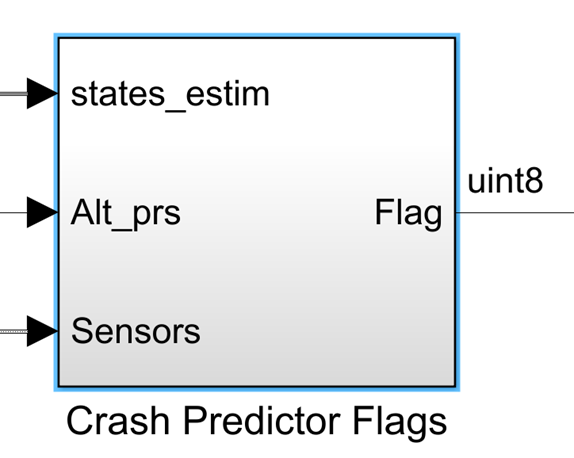 states_estim
uint8
Alt_prs
Flag
Sensors
Crash Predictor Flags